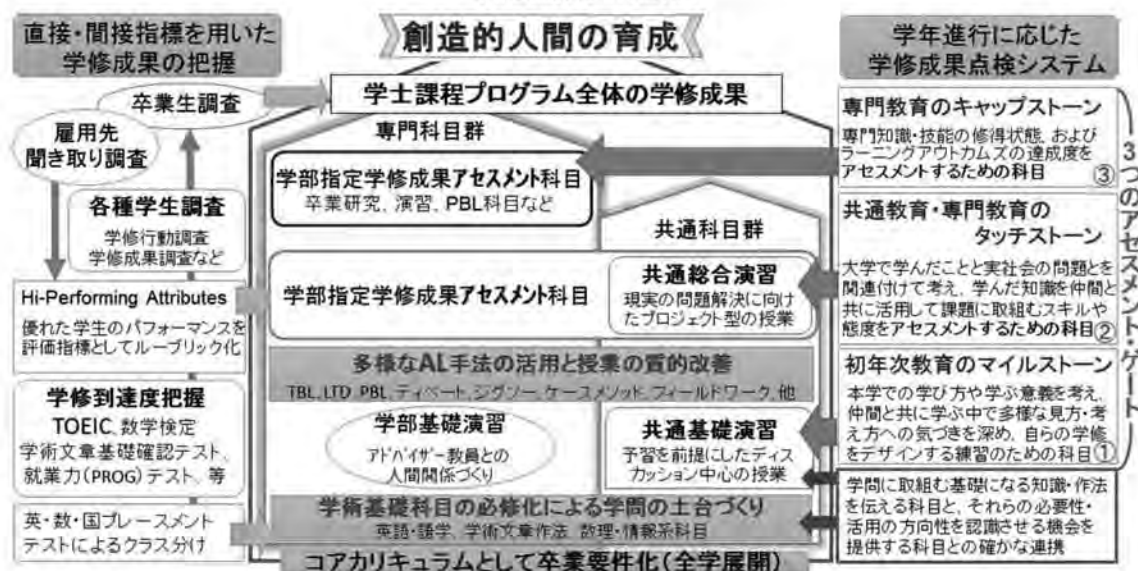 直接・間接指標を用いた
学修成果の把握
卒業生調査
雇用先
聞き取り調査
各種学生調査
学修行動調査
学修成果調査など
Hi-Performing Attributes
優れた学生のパフォーマンスを
評価指標としてルーブリック化
学修到達度把握
TOEIC, 数学検定
学術文章基礎確認テスト、
就業力(PROG)テスト、等
英・数・国プレースメント
テストによるクラス分け
創造的人間の育成
学士課程プログラム全体の学修成果
専門科目群
学部指定学修成果アセスメント科目
卒業研究、演習、PBL科目など
共通科目群
学部指定学修成果アセスメント科目
共通総合演習
現実の問題解決に向け
たプロジェクト型の授業
多様なAL手法の活用と授業の質的改善
TBL, LTD, PBL, ディベート, ジグソー, ケースメソッド, フィールドワーク, 他
学部基礎演習
アドバイザー教員との
人間関係づくり
共通基礎演習
予習を前提にしたディス
カッション中心の授業
学術基礎科目の必修化による学問の土台づくり
英語・語学、学術文章作法、数理・情報系科目
コアカリキュラムとして卒業要件化(全学展開)
学年進行に応じた
学修成果点検システム
専門教育のキャップストーン
専門知識・技能の修得状態、および
ラーニングアウトカムズの達成度を
アセスメントするための科目 ③
共通教育・専門教育の
タッチストーン
大学で学んだことと実社会の問題とを
関連付けて考え、学んだ知識を仲間と
共に活用して課題に取組むスキルや
態度をアセスメントするための科目②
初年次教育のマイルストーン
本学での学び方や学ぶ意義を考え、
仲間と共に学ぶ中で多様な見方・考
え方への気づきを深め、自らの学修
をデザインする練習のための科目①
学問に取組む基礎になる知識・作法
を伝える科目と、それらの必要性・
活用の方向性を認識させる機会を
提供する科目との確かな連携
3つのアセスメント・ゲート